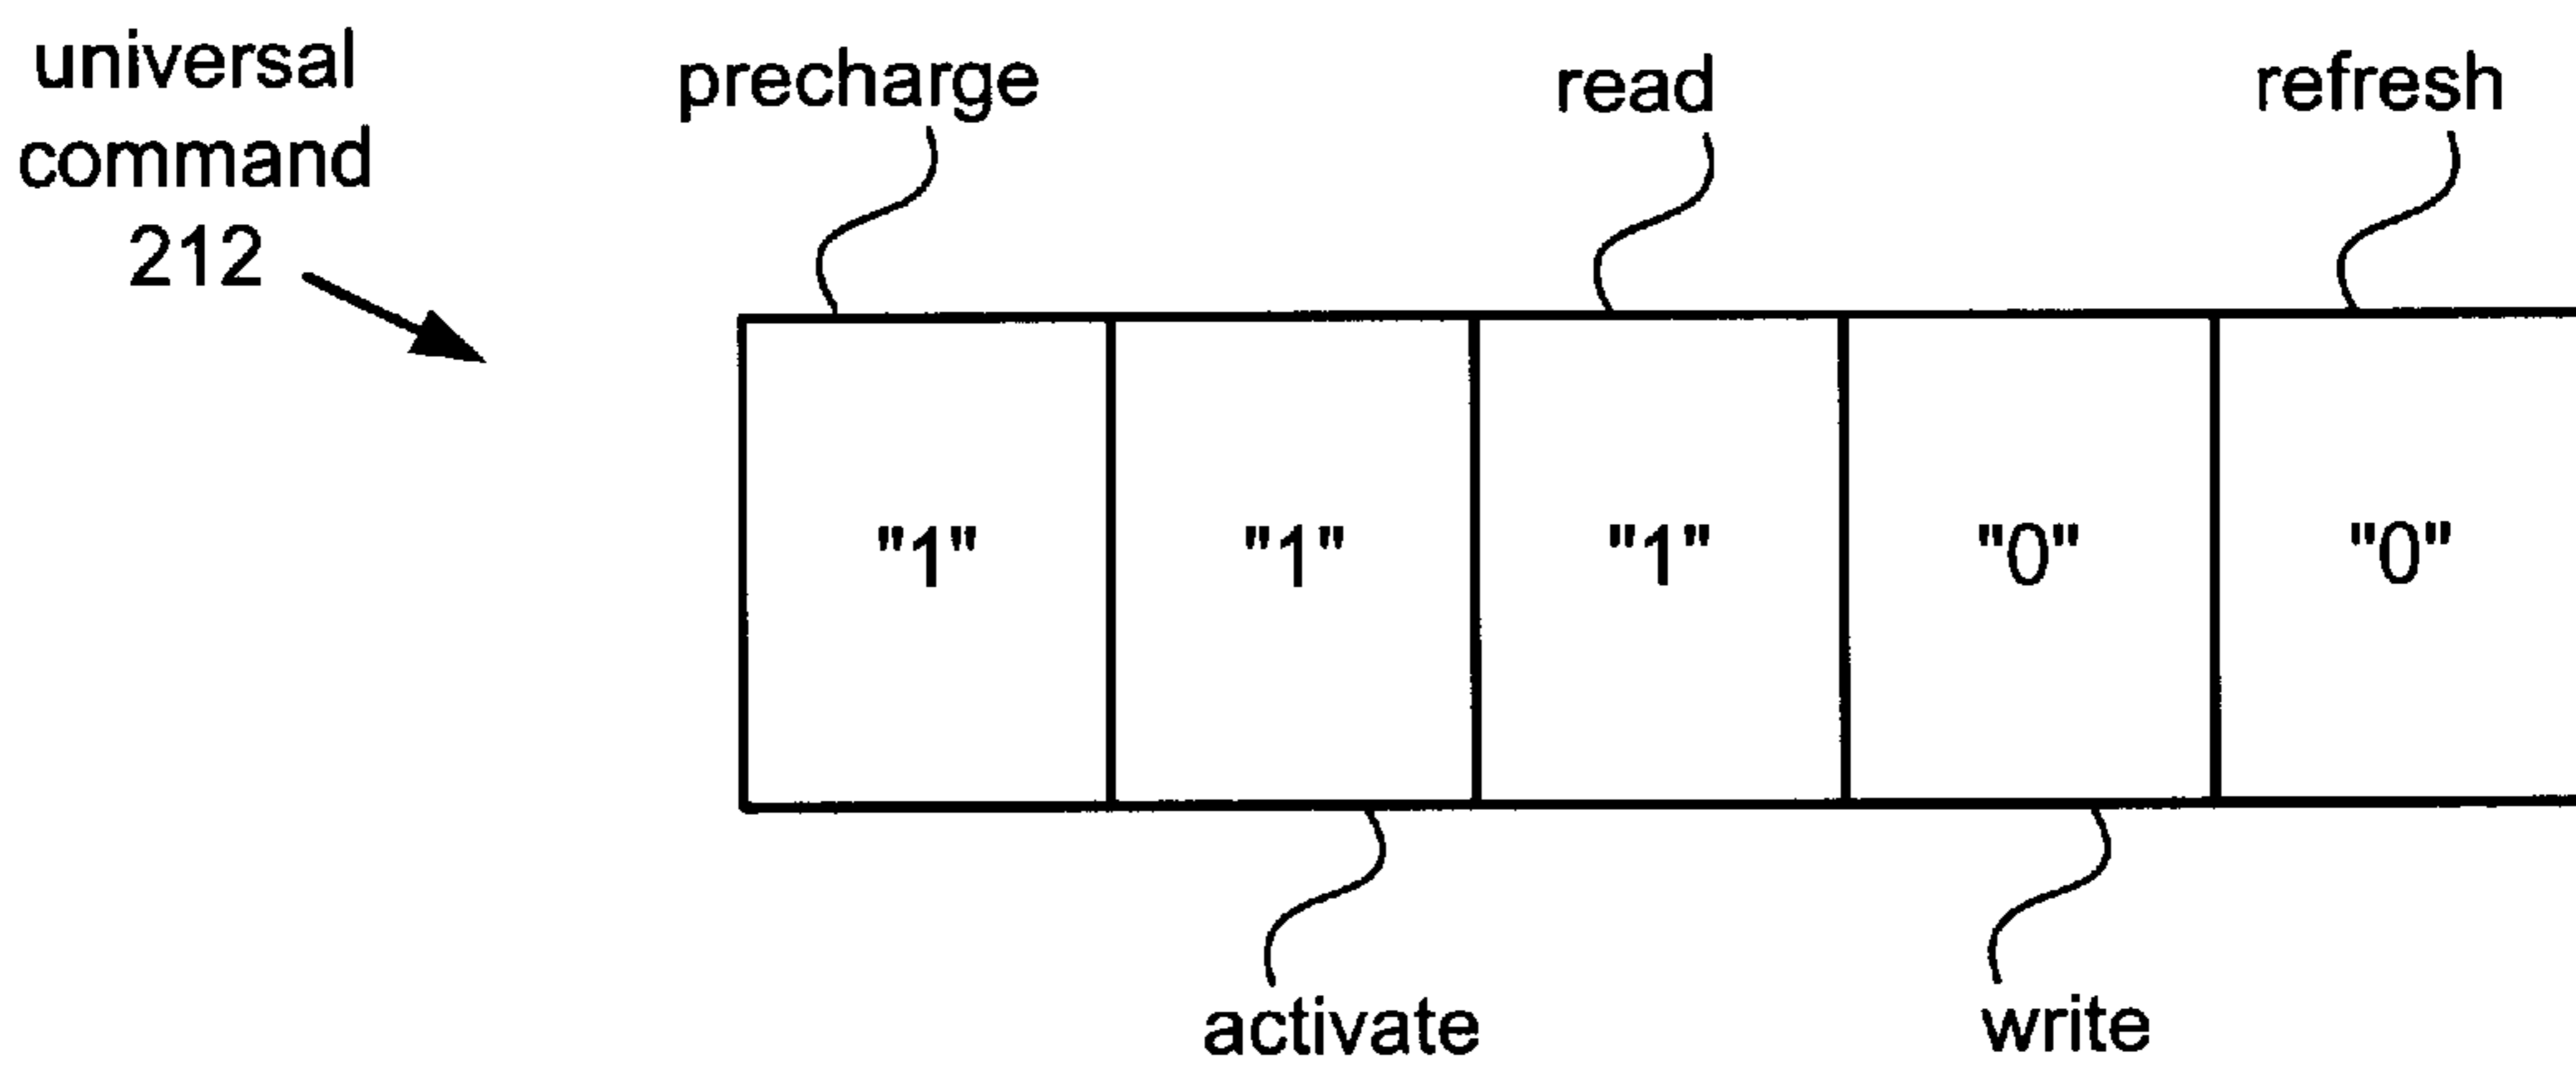 universal
command
212
precharge
read
refresh
"1" "1" "1" "0" "0"
activate
write